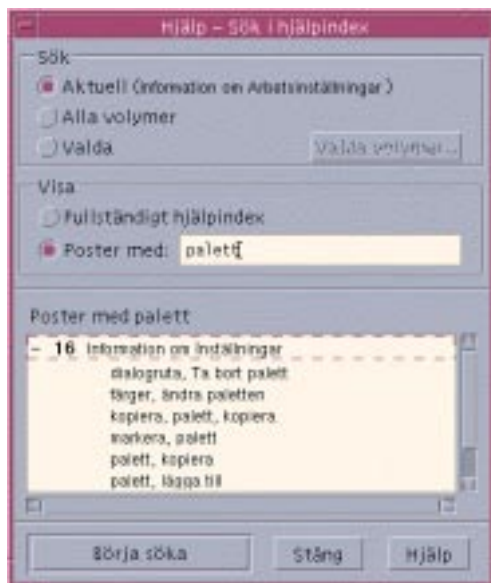 Hjälp - Sök i hjälpindex
Sök
Aktuell (Information om Arbetsinställningar)
Alla volymer
Valda
Valda volymer...
Visa
Fullständigt hjälpindex
Poster med: palett
Poster med palett
- 16 Information om Inställningar
dialogruta, Ta bort palett
färger, ändra paletten
kopiera, palett, kopiera
markera, palett
palett, kopiera
palett, lägga till
Börja söka Stäng Hjälp